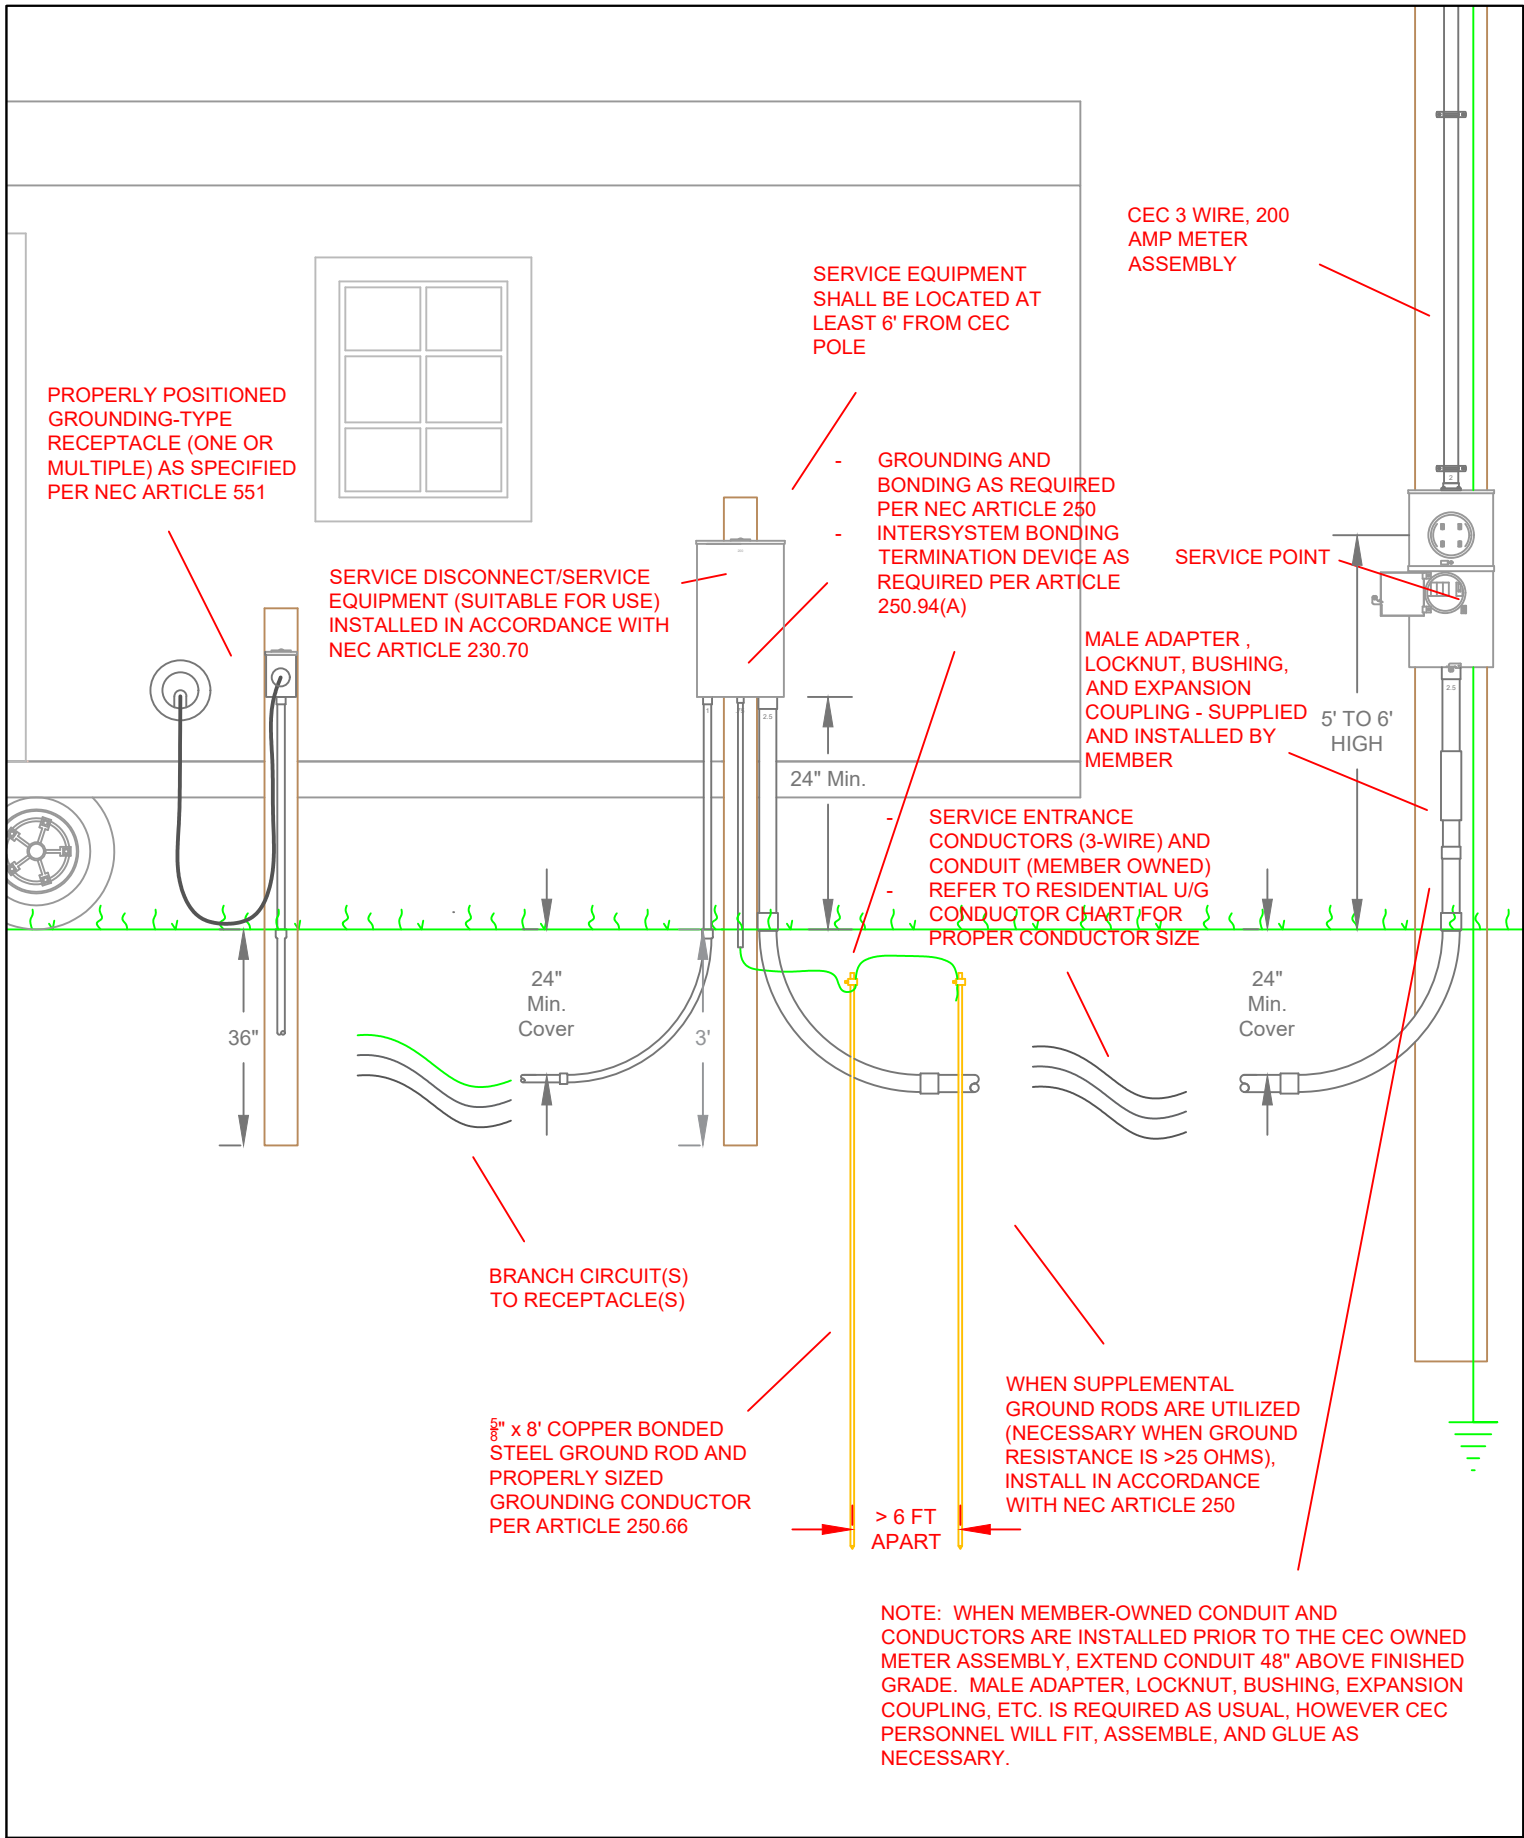 CEC 3 WIRE, 200
AMP METER
ASSEMBLY
SERVICE EQUIPMENT
SHALL BE LOCATED AT
LEAST 6' FROM CEC
POLE
PROPERLY POSITIONED
GROUNDING-TYPE
RECEPTACLE (ONE OR
MULTIPLE) AS SPECIFIED
PER NEC ARTICLE 551
- GROUNDING AND
BONDING AS REQUIRED
PER NEC ARTICLE 250
- INTERSYSTEM BONDING
TERMINATION DEVICE AS
REQUIRED PER ARTICLE
250.94(A)
2
SERVICE POINT
SERVICE DISCONNECT/SERVICE
EQUIPMENT (SUITABLE FOR USE)
INSTALLED IN ACCORDANCE WITH
NEC ARTICLE 230.70
MALE ADAPTER ,
LOCKNUT, BUSHING,
AND EXPANSION
COUPLING - SUPPLIED
AND INSTALLED BY
MEMBER
2.5
5' TO 6'
HIGH
1
2.5
24" Min.
- SERVICE ENTRANCE
CONDUCTORS (3-WIRE) AND
CONDUIT (MEMBER OWNED)
- REFER TO RESIDENTIAL U/G
CONDUCTOR CHART FOR
PROPER CONDUCTOR SIZE
36"
24"
Min.
Cover
3'
24"
Min.
Cover
BRANCH CIRCUIT(S)
TO RECEPTACLE(S)
5/8" x 8' COPPER BONDED
STEEL GROUND ROD AND
PROPERLY SIZED
GROUNDING CONDUCTOR
PER ARTICLE 250.66
WHEN SUPPLEMENTAL
GROUND RODS ARE UTILIZED
(NECESSARY WHEN GROUND
RESISTANCE IS >25 OHMS),
INSTALL IN ACCORDANCE
WITH NEC ARTICLE 250
> 6 FT
APART
NOTE: WHEN MEMBER-OWNED CONDUIT AND
CONDUCTORS ARE INSTALLED PRIOR TO THE CEC OWNED
METER ASSEMBLY, EXTEND CONDUIT 48" ABOVE FINISHED
GRADE. MALE ADAPTER, LOCKNUT, BUSHING, EXPANSION
COUPLING, ETC. IS REQUIRED AS USUAL, HOWEVER CEC
PERSONNEL WILL FIT, ASSEMBLE, AND GLUE AS
NECESSARY.